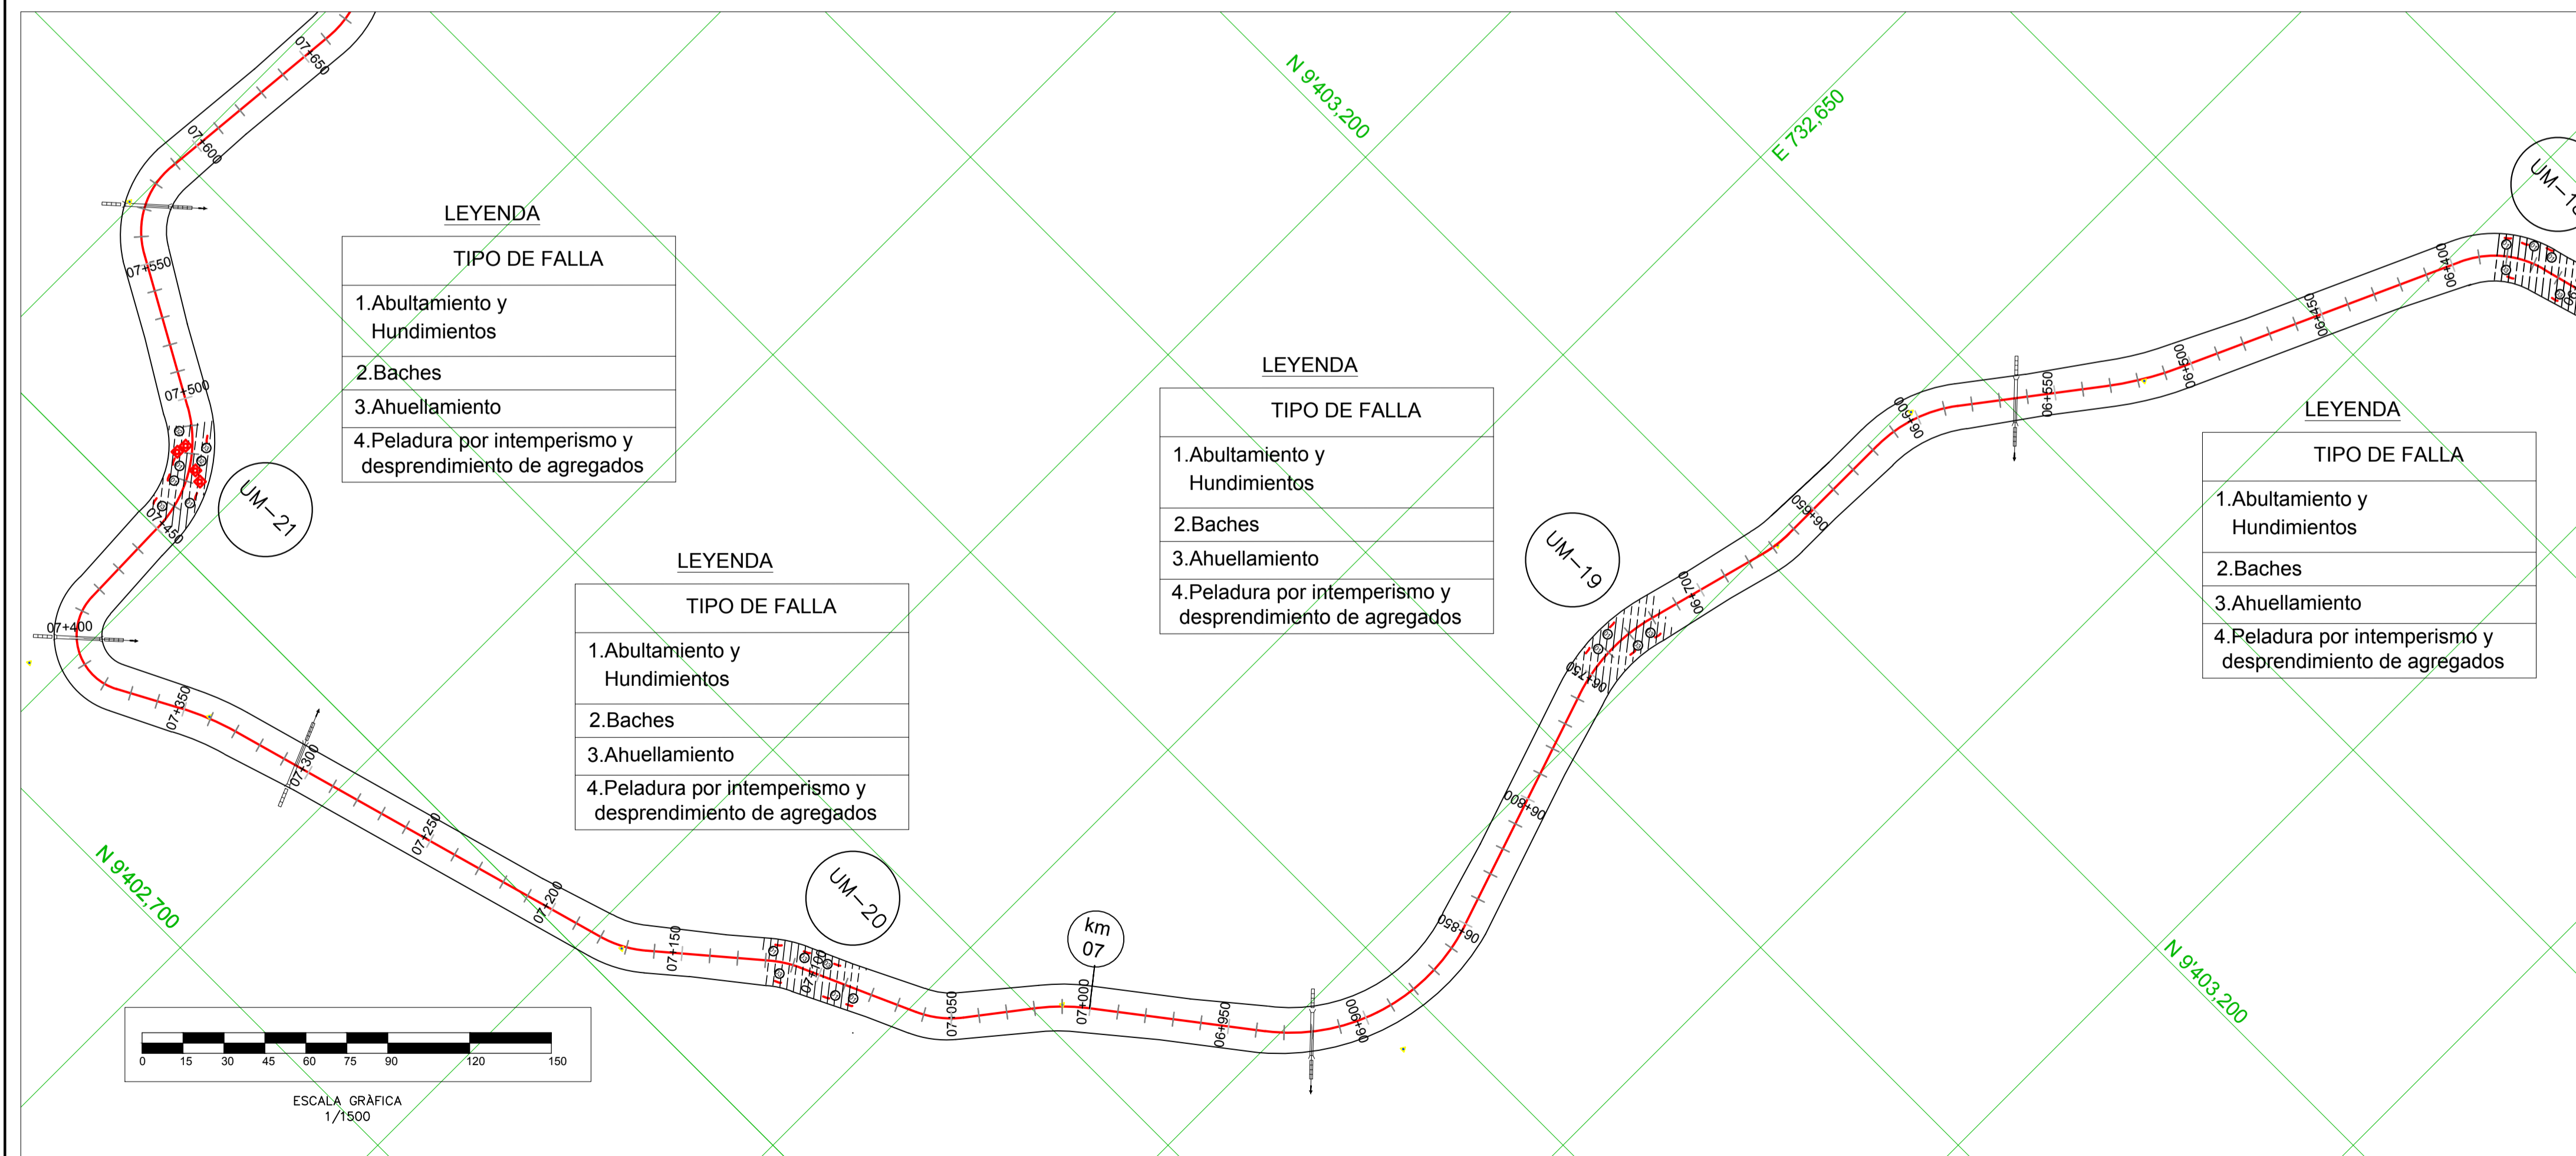 07+650
07+600
07+550
07+500
07+450
07+400
07+350
07+300
07+250
07+200
07+150
07+100
07+050
07+000
06+950
06+900
06+850
06+800
06+750
06+700
06+650
06+600
06+550
06+500
06+450
06+400
N 9'403,200
E 732,650
N 9'402,700
N 9'403,200
UM-21
UM-20
UM-19
km
07
LEYENDA
TIPO DE FALLA
1.Abultamiento y
Hundimientos
2.Baches
3.Ahuellamiento
4.Peladura por intemperismo y
desprendimiento de agregados
LEYENDA
TIPO DE FALLA
1.Abultamiento y
Hundimientos
2.Baches
3.Ahuellamiento
4.Peladura por intemperismo y
desprendimiento de agregados
LEYENDA
TIPO DE FALLA
1.Abultamiento y
Hundimientos
2.Baches
3.Ahuellamiento
4.Peladura por intemperismo y
desprendimiento de agregados
LEYENDA
TIPO DE FALLA
1.Abultamiento y
Hundimientos
2.Baches
3.Ahuellamiento
4.Peladura por intemperismo y
desprendimiento de agregados
0 15 30 45 60 75 90 120 150
ESCALA GRÀFICA
1/1500